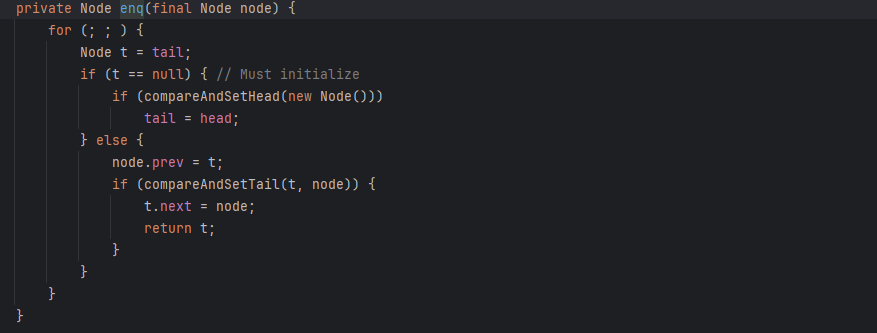 private Node enq(final Node node) {
    for (; ; ) {
        Node t = tail;
        if (t == null) { // Must initialize
            if (compareAndSetHead(new Node()))
                tail = head;
        } else {
            node.prev = t;
            if (compareAndSetTail(t, node)) {
                t.next = node;
                return t;
            }
        }
    }
}